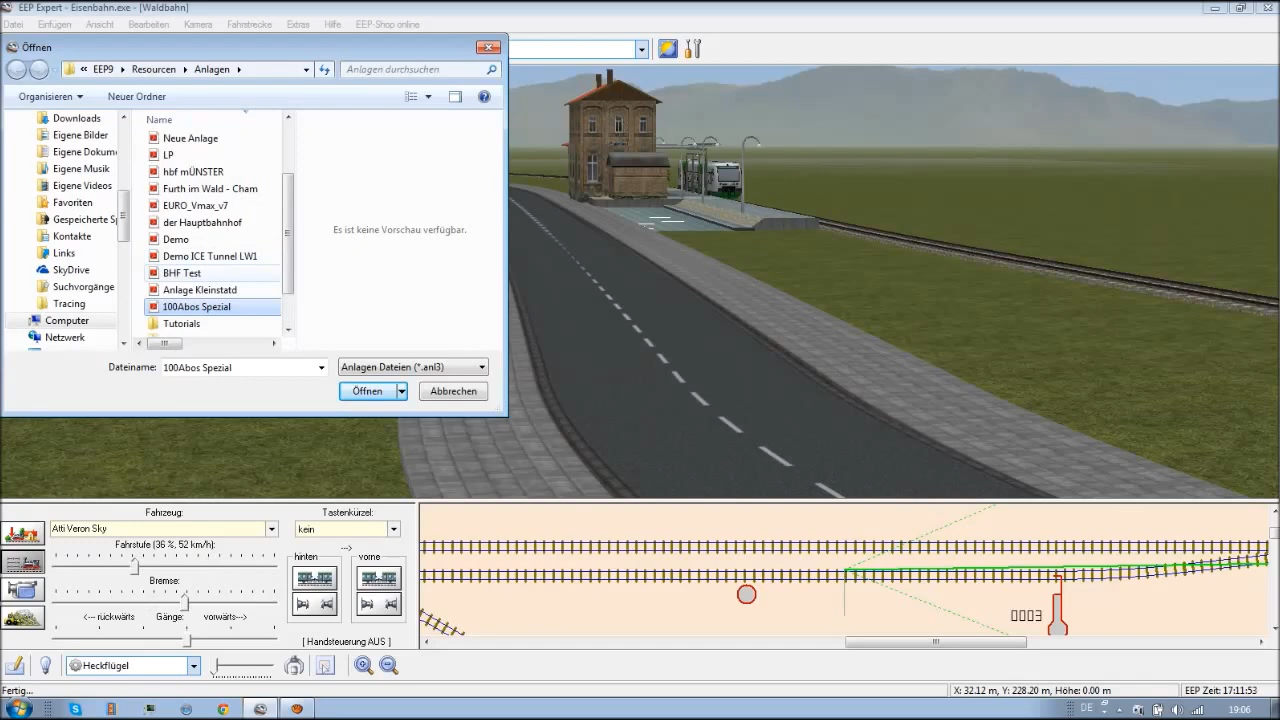 EEP Expert - Eisenbahn.exe - [Waldbahn]
Datei Einfügen Ansicht Bearbeiten Kamera Fahrstrecke Extras Hilfe EEP-Shop online
Öffnen
« EEP9 Resourcen Anlagen
Anlagen durchsuchen
Organisieren Neuer Ordner
Downloads
Eigene Bilder
Eigene Dokum
Eigene Musik
Eigene Videos
Favoriten
Gespeicherte Sp
Kontakte
Links
SkyDrive
Suchvorgänge
Tracing
Computer
Netzwerk
Name
Neue Anlage
LP
hbf mÜNSTER
Furth im Wald - Cham
EURO_Vmax_v7
der Hauptbahnhof
Demo
Demo ICE Tunnel LW1
BHF Test
Anlage Kleinstatd
100Abos Spezial
Tutorials
Es ist keine Vorschau verfügbar.
Dateiname: 100Abos Spezial
Anlagen Dateien (*.anl3)
Öffnen Abbrechen
Fahrzeug: Tastenkürzel:
Atti Veron Sky kein
Fahrstufe (36 %, 52 km/h): --->
hinten vorne
Bremse:
<--- rückwärts Gänge: vorwärts--->
[ Handsteuerung AUS ]
0003
Heckflügel
Fertig...
X: 32.12 m, Y: 228.20 m, Höhe: 0.00 m
EEP Zeit: 17:11:53
DE
19:06